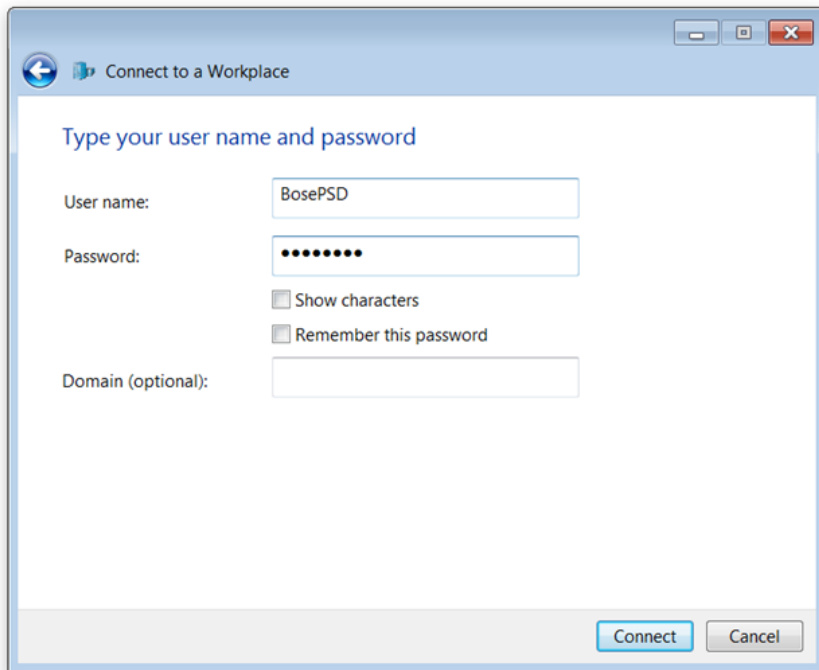 Connect to a Workplace
Type your user name and password
User name: BosePSD
Password: ••••••••
Show characters
Remember this password
Domain (optional):
Connect Cancel